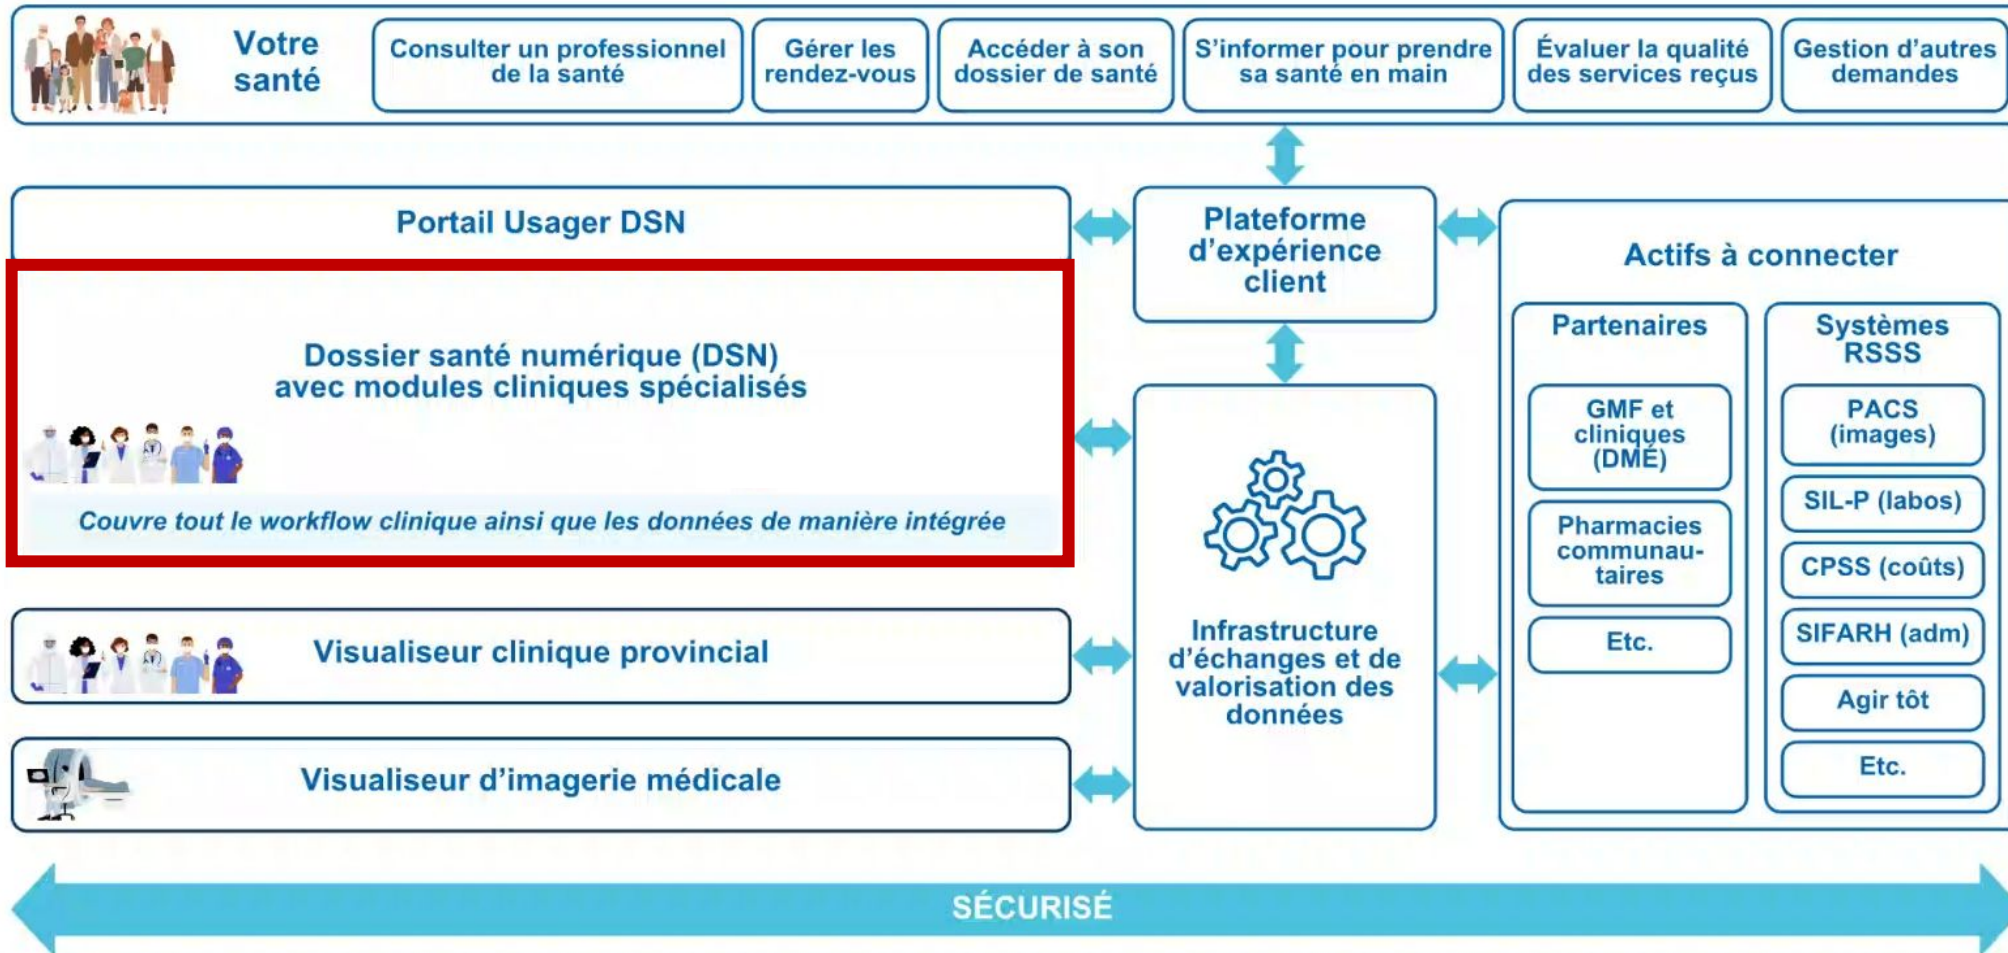 Votre
santé
Consulter un professionnel
de la santé
Gérer les
rendez-vous
Accéder à son
dossier de santé
S'informer pour prendre
sa santé en main
Évaluer la qualité
des services reçus
Gestion d'autres
demandes
Portail Usager DSN
Dossier santé numérique (DSN)
avec modules cliniques spécialisés
Couvre tout le workflow clinique ainsi que les données de manière intégrée
Visualiseur clinique provincial
Visualiseur d'imagerie médicale
Plateforme
d'expérience
client
Infrastructure
d'échanges et de
valorisation des
données
Actifs à connecter
Partenaires
GMF et
cliniques
(DMÉ)
Pharmacies
communau-
taires
Etc.
Systèmes
RSSS
PACS
(images)
SIL-P (labos)
CPSS (coûts)
SIFARH (adm)
Agir tôt
Etc.
SÉCURISÉ